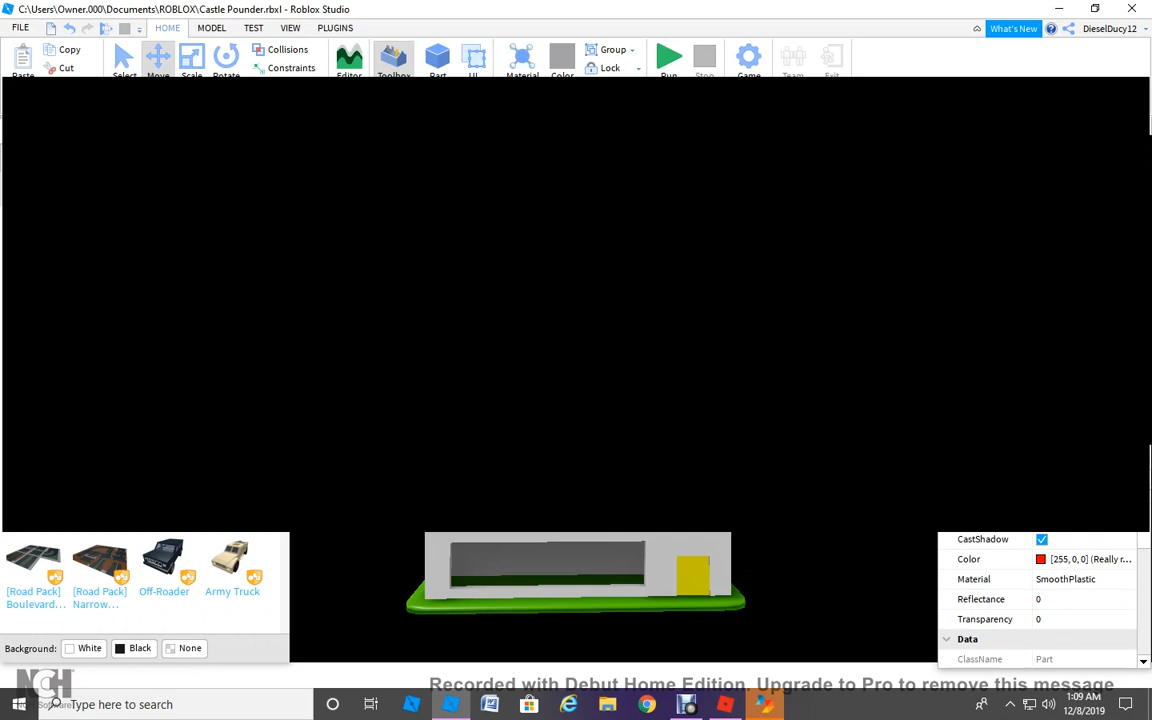 C:\Users\Owner.000\Documents\ROBLOX\Castle Pounder.rbxl - Roblox Studio
FILE HOME MODEL TEST VIEW PLUGINS What's New DieselDucy12
Copy Collisions Group
Cut Constraints Lock
Paste Select Move Scale Rotate Editor Toolbox Part UI Material Color Run Stop Game Team Exit
CastShadow
Color [255, 0, 0] (Really r...
Material SmoothPlastic
Reflectance 0
Transparency 0
Data
ClassName Part
[Road Pack] Boulevard...
[Road Pack] Narrow...
Off-Roader
Army Truck
Background: White Black None
NCH
Recorded with Debut Home Edition. Upgrade to Pro to remove this message
Type here to search
1:09 AM
12/8/2019